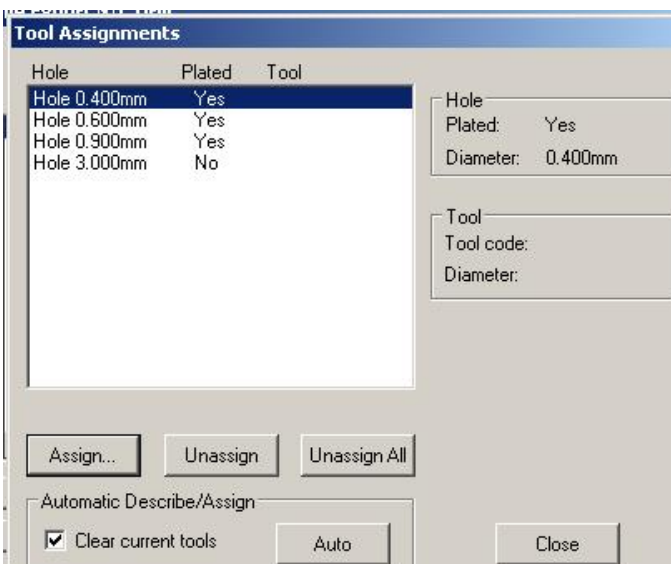 Tool Assignments
Hole Plated Tool
Hole 0.400mm Yes
Hole 0.600mm Yes
Hole 0.900mm Yes
Hole 3.000mm No
Hole
Plated: Yes
Diameter: 0.400mm
Tool
Tool code:
Diameter:
Assign... Unassign Unassign All
Automatic Describe/Assign
Clear current tools Auto Close